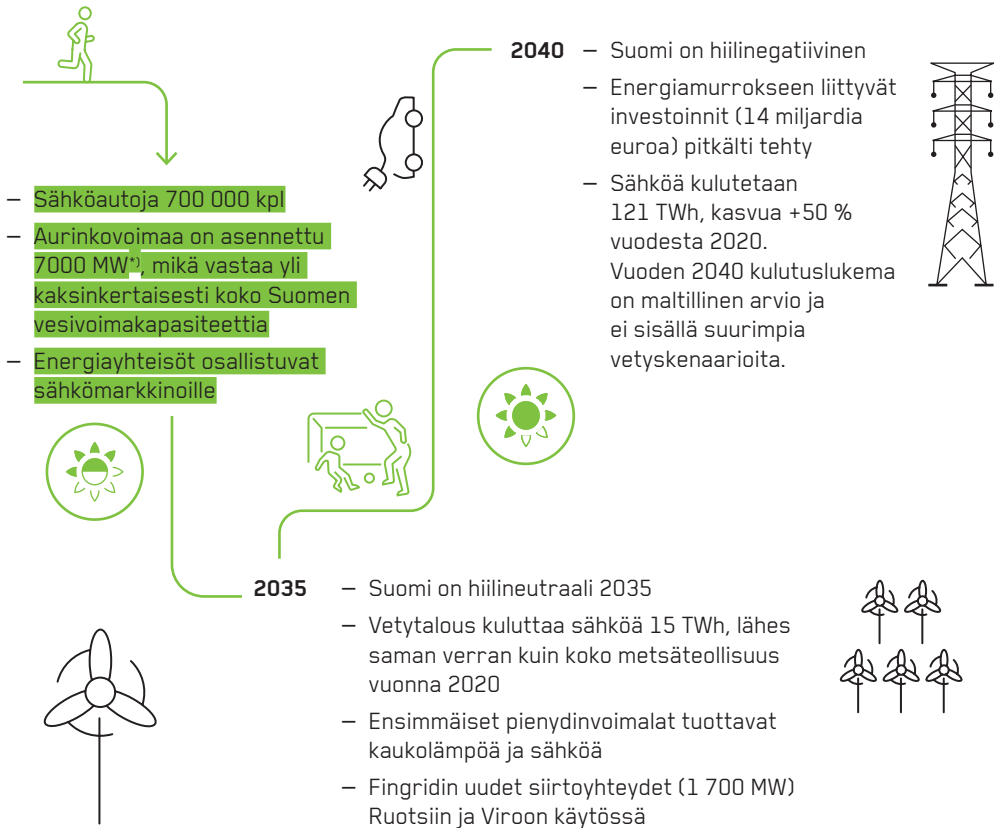 – Sähköautoja 700 000 kpl
– Aurinkovoimaa on asennettu
7000 MW*), mikä vastaa yli
kaksinkertaisesti koko Suomen
vesivoimakapasiteettia
– Energiayhteisöt osallistuvat
sähkömarkkinoille
2035 – Suomi on hiilineutraali 2035
– Vetytalous kuluttaa sähköä 15 TWh, lähes
saman verran kuin koko metsäteollisuus
vuonna 2020
– Ensimmäiset pienydinvoimalat tuottavat
kaukolämpöä ja sähköä
– Fingridin uudet siirtoyhteydet (1 700 MW)
Ruotsiin ja Viroon käytössä
2040 – Suomi on hiilinegatiivinen
– Energiamurrokseen liittyvät
investoinnit (14 miljardia
euroa) pitkälti tehty
– Sähköä kulutetaan
121 TWh, kasvua +50 %
vuodesta 2020.
Vuoden 2040 kulutuslukema
on maltillinen arvio ja
ei sisällä suurimpia
vetyskenaarioita.